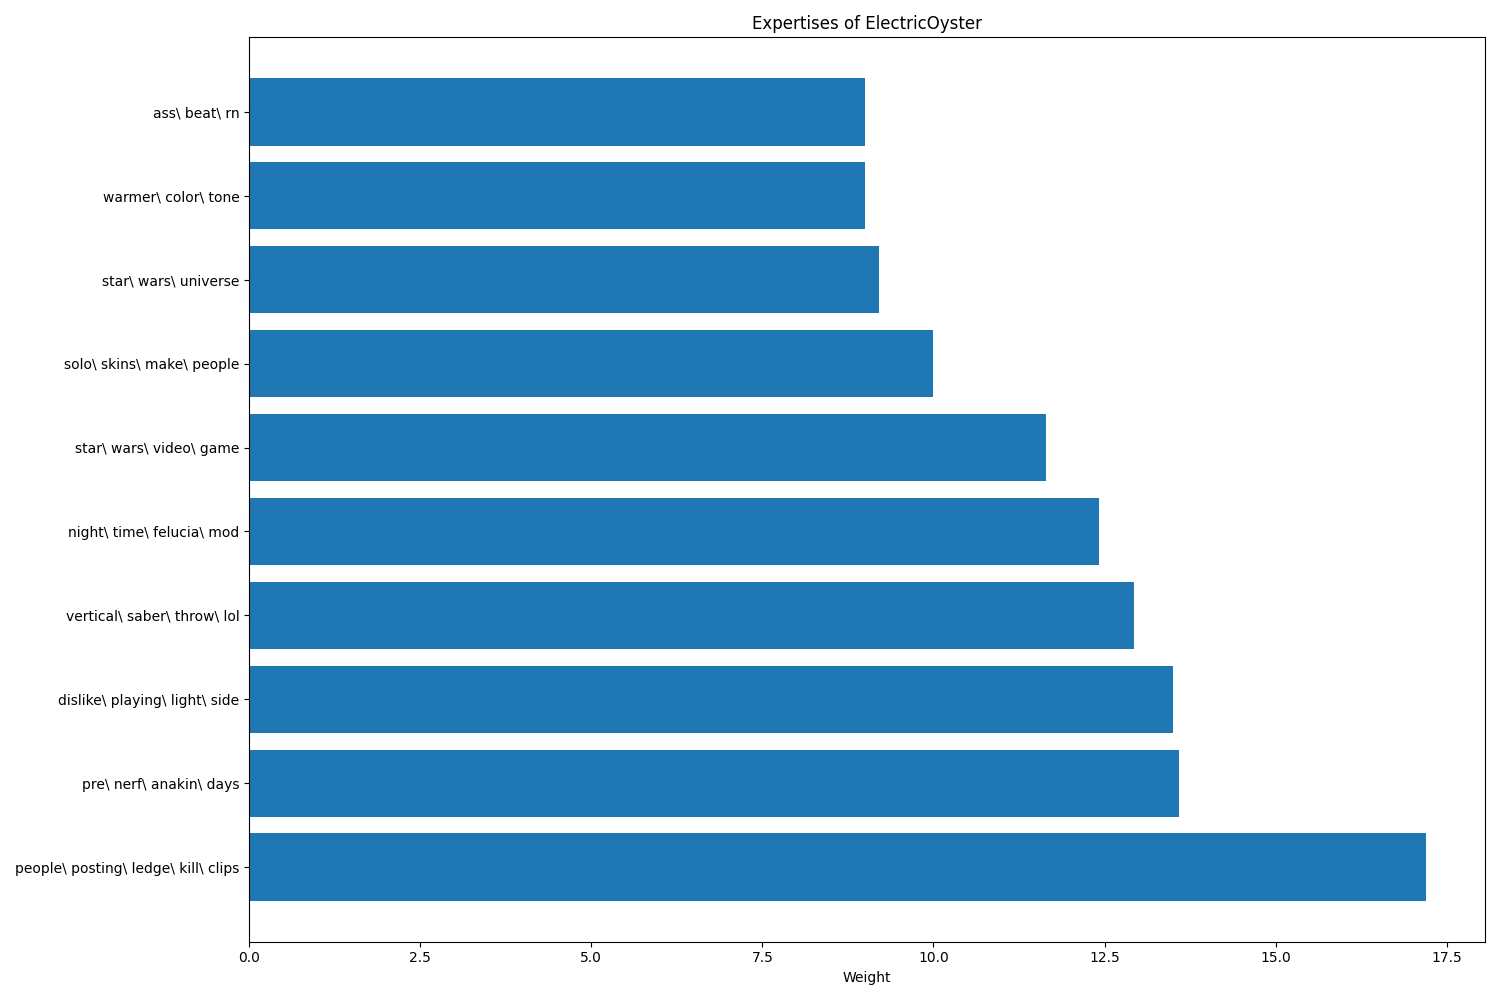 Expertises of ElectricOyster
ass\ beat\ rn
warmer\ color\ tone
star\ wars\ universe
solo\ skins\ make\ people
star\ wars\ video\ game
night\ time\ felucia\ mod
vertical\ saber\ throw\ lol
dislike\ playing\ light\ side
pre\ nerf\ anakin\ days
people\ posting\ ledge\ kill\ clips
0.0 2.5 5.0 7.5 10.0 12.5 15.0 17.5
Weight